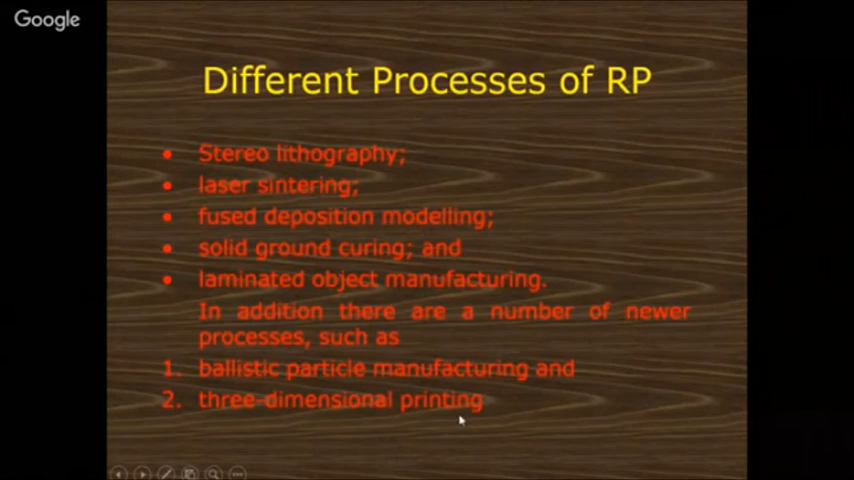 Google
Different Processes of RP
• Stereo lithography;
• laser sintering;
• fused deposition modelling;
• solid ground curing; and
• laminated object manufacturing.
In addition there are a number of newer
processes, such as
1. ballistic particle manufacturing and
2. three-dimensional printing